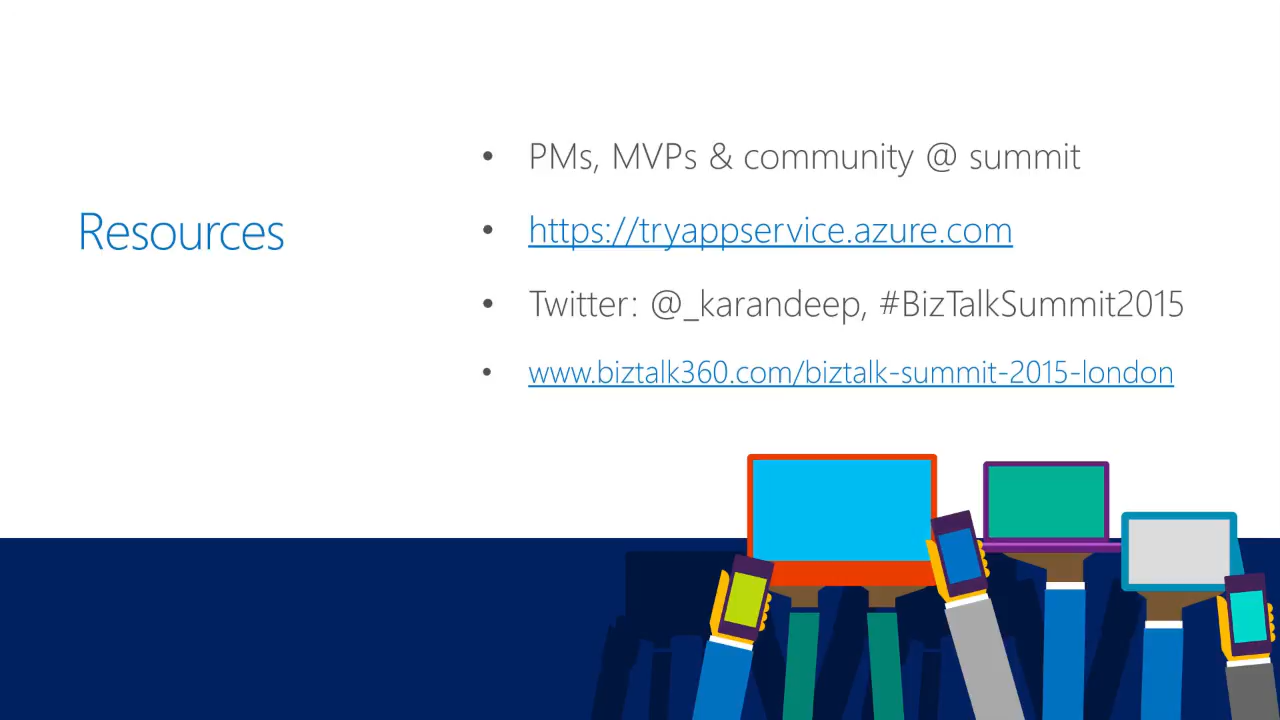 Resources
• PMs, MVPs & community @ summit
• https://tryappservice.azure.com
• Twitter: @_karandeep, #BizTalkSummit2015
• www.biztalk360.com/biztalk-summit-2015-london